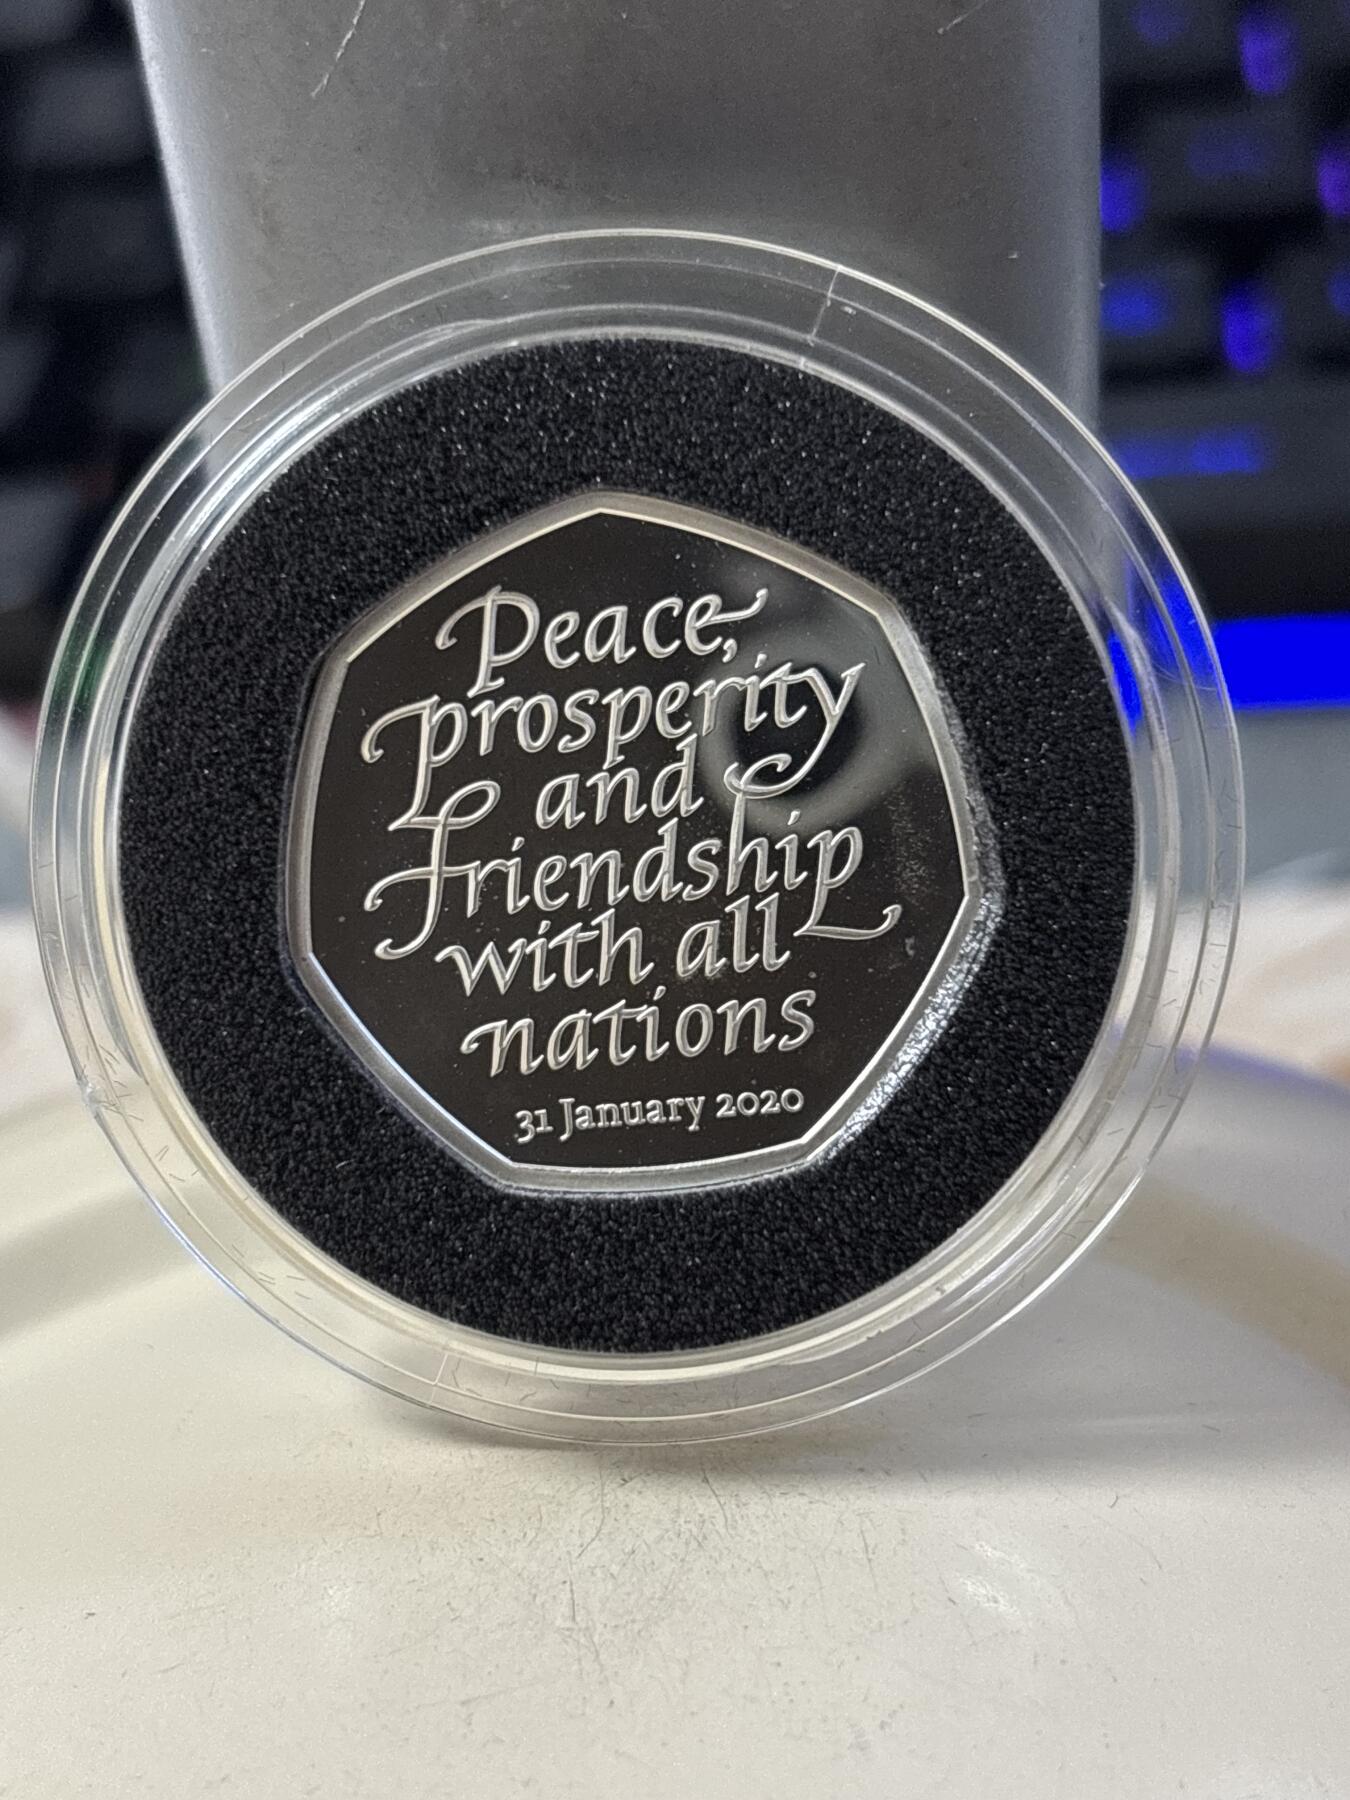 Peace,
prosperity
and
friendship
with all
nations
31 January 2020